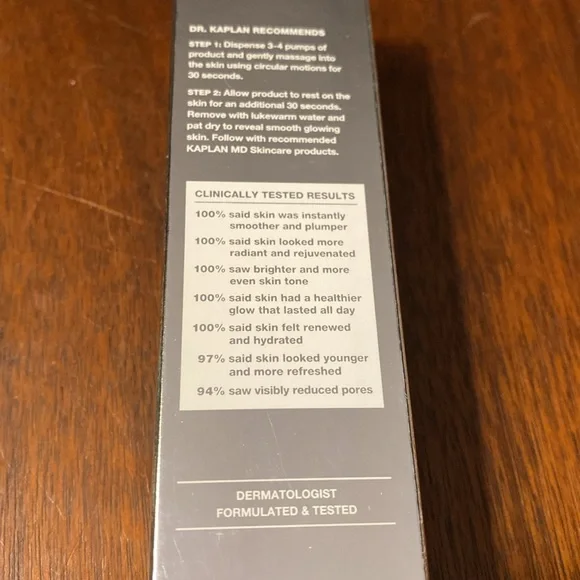 DR. KAPLAN RECOMMENDS
STEP 1: Dispense 3-4 pumps of
product and gently massage into
the skin using circular motions for
30 seconds.
STEP 2: Allow product to rest on the
skin for an additional 30 seconds.
Remove with lukewarm water and
pat dry to reveal smooth glowing
skin. Follow with recommended
KAPLAN MD Skincare products.
CLINICALLY TESTED RESULTS
100% said skin was instantly
smoother and plumper
100% said skin looked more
radiant and rejuvenated
100% saw brighter and more
even skin tone
100% said skin had a healthier
glow that lasted all day
100% said skin felt renewed
and hydrated
97% said skin looked younger
and more refreshed
94% saw visibly reduced pores
DERMATOLOGIST
FORMULATED & TESTED